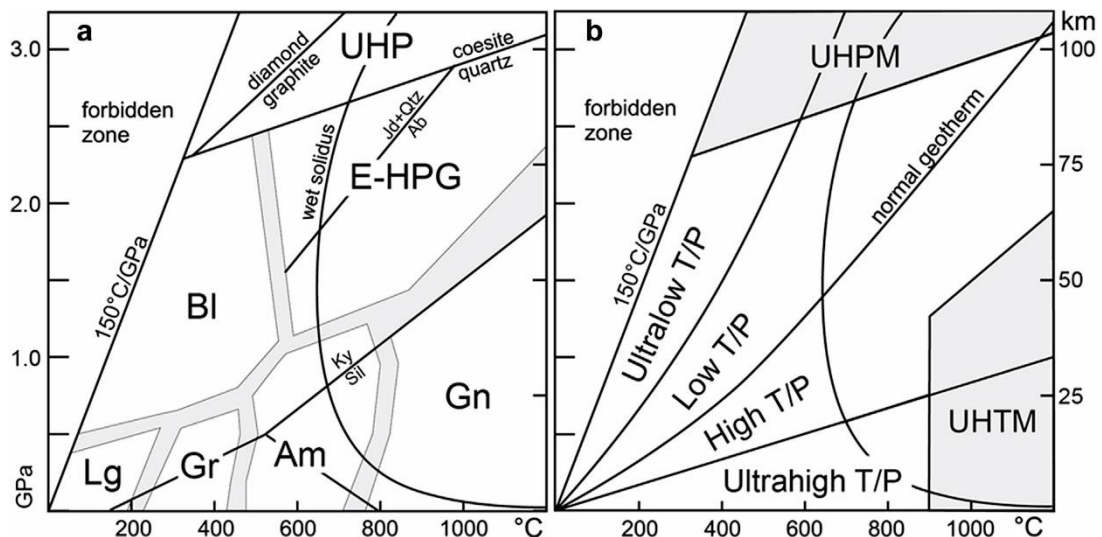 a
3.0
2.0
1.0
GPa
forbidden
zone
150°C/GPa
diamond
graphite
UHP
coesite
quartz
wet solidus
Jd+Qtz
Ab
E-HPG
Bl
Ky
Sil
Gn
Lg
Gr
Am
200
400
600
800
1000
°C
b
km
100
75
50
25
forbidden
zone
150°C/GPa
UHPM
normal geotherm
Ultralow T/P
Low T/P
High T/P
Ultrahigh T/P
UHTM
200
400
600
800
1000
°C